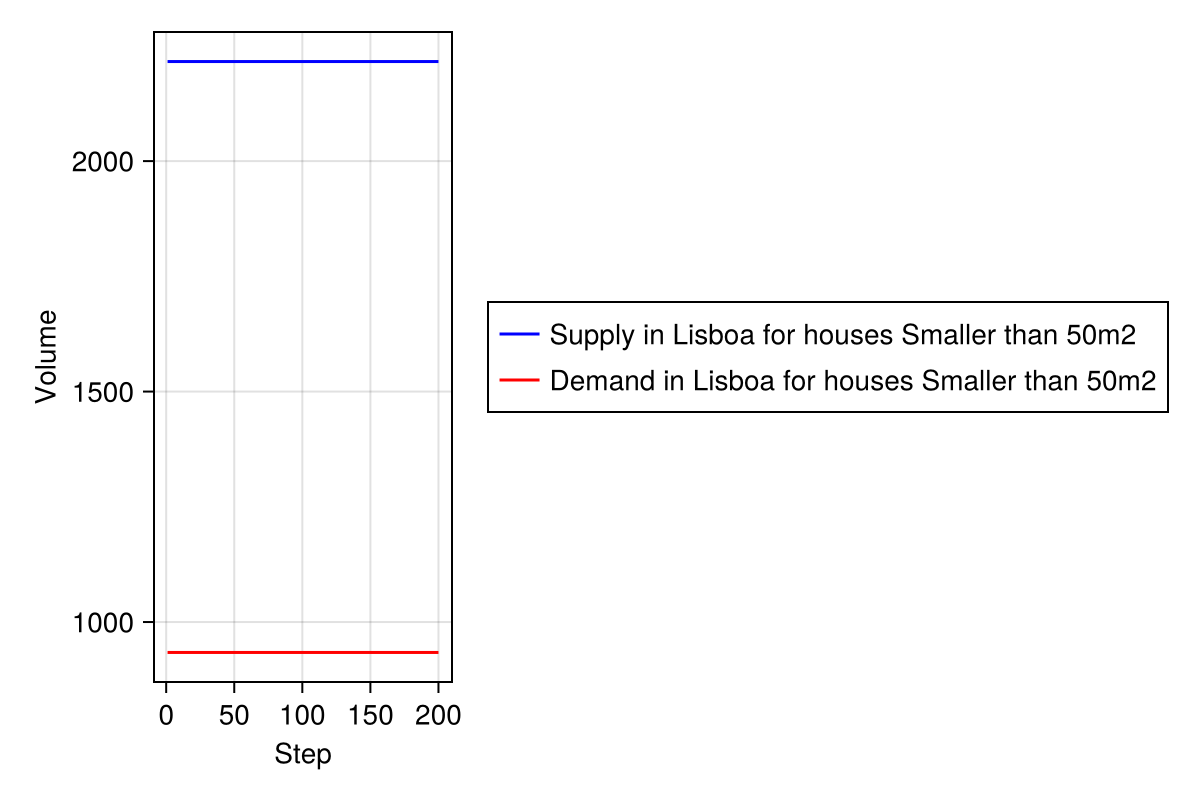 Volume
2000
1500
1000
0 50 100 150 200
Step
Supply in Lisboa for houses Smaller than 50m2
Demand in Lisboa for houses Smaller than 50m2